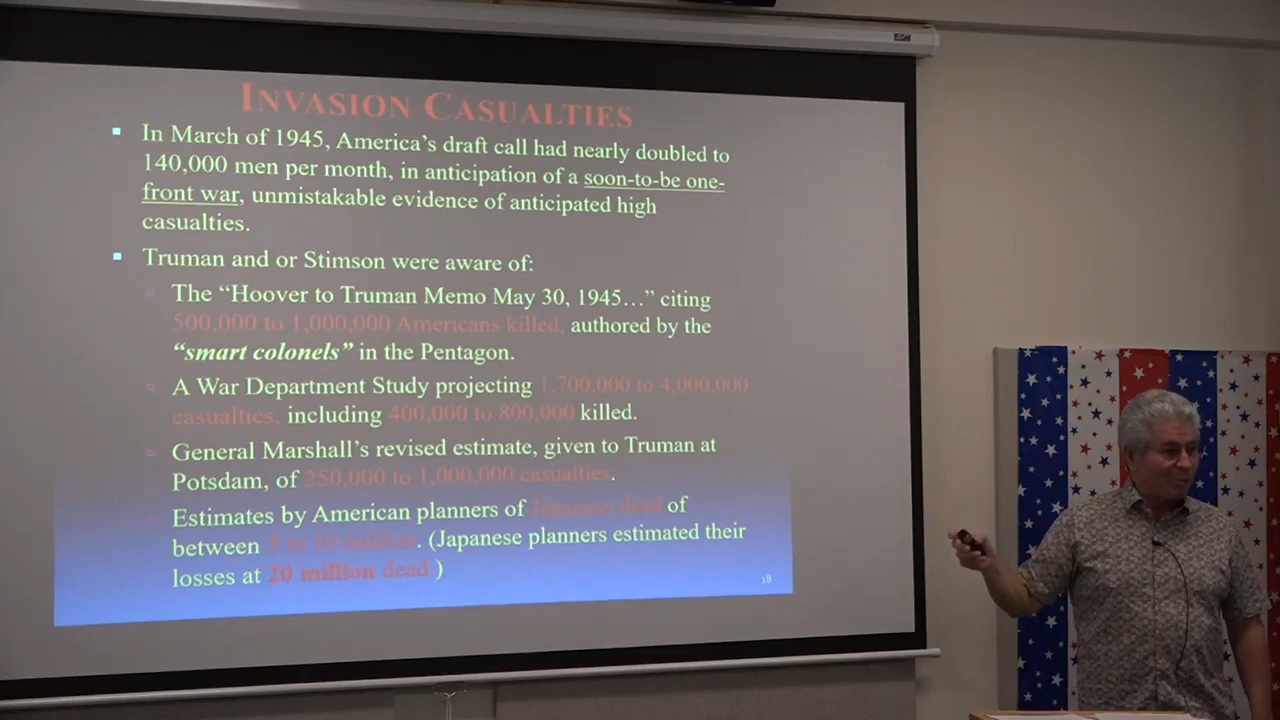 INVASION CASUALTIES
▪ In March of 1945, America's draft call had nearly doubled to
140,000 men per month, in anticipation of a soon-to-be one-
front war, unmistakable evidence of anticipated high
casualties.
▪ Truman and or Stimson were aware of:
▫ The “Hoover to Truman Memo May 30, 1945…” citing
500,000 to 1,000,000 Americans killed, authored by the
“smart colonels” in the Pentagon.
▫ A War Department Study projecting 1,700,000 to 4,000,000
casualties, including 400,000 to 800,000 killed.
▫ General Marshall's revised estimate, given to Truman at
Potsdam, of 250,000 to 1,000,000 casualties.
▫ Estimates by American planners of Japanese dead of
between 5 to 10 million. (Japanese planners estimated their
losses at 20 million dead.)
18